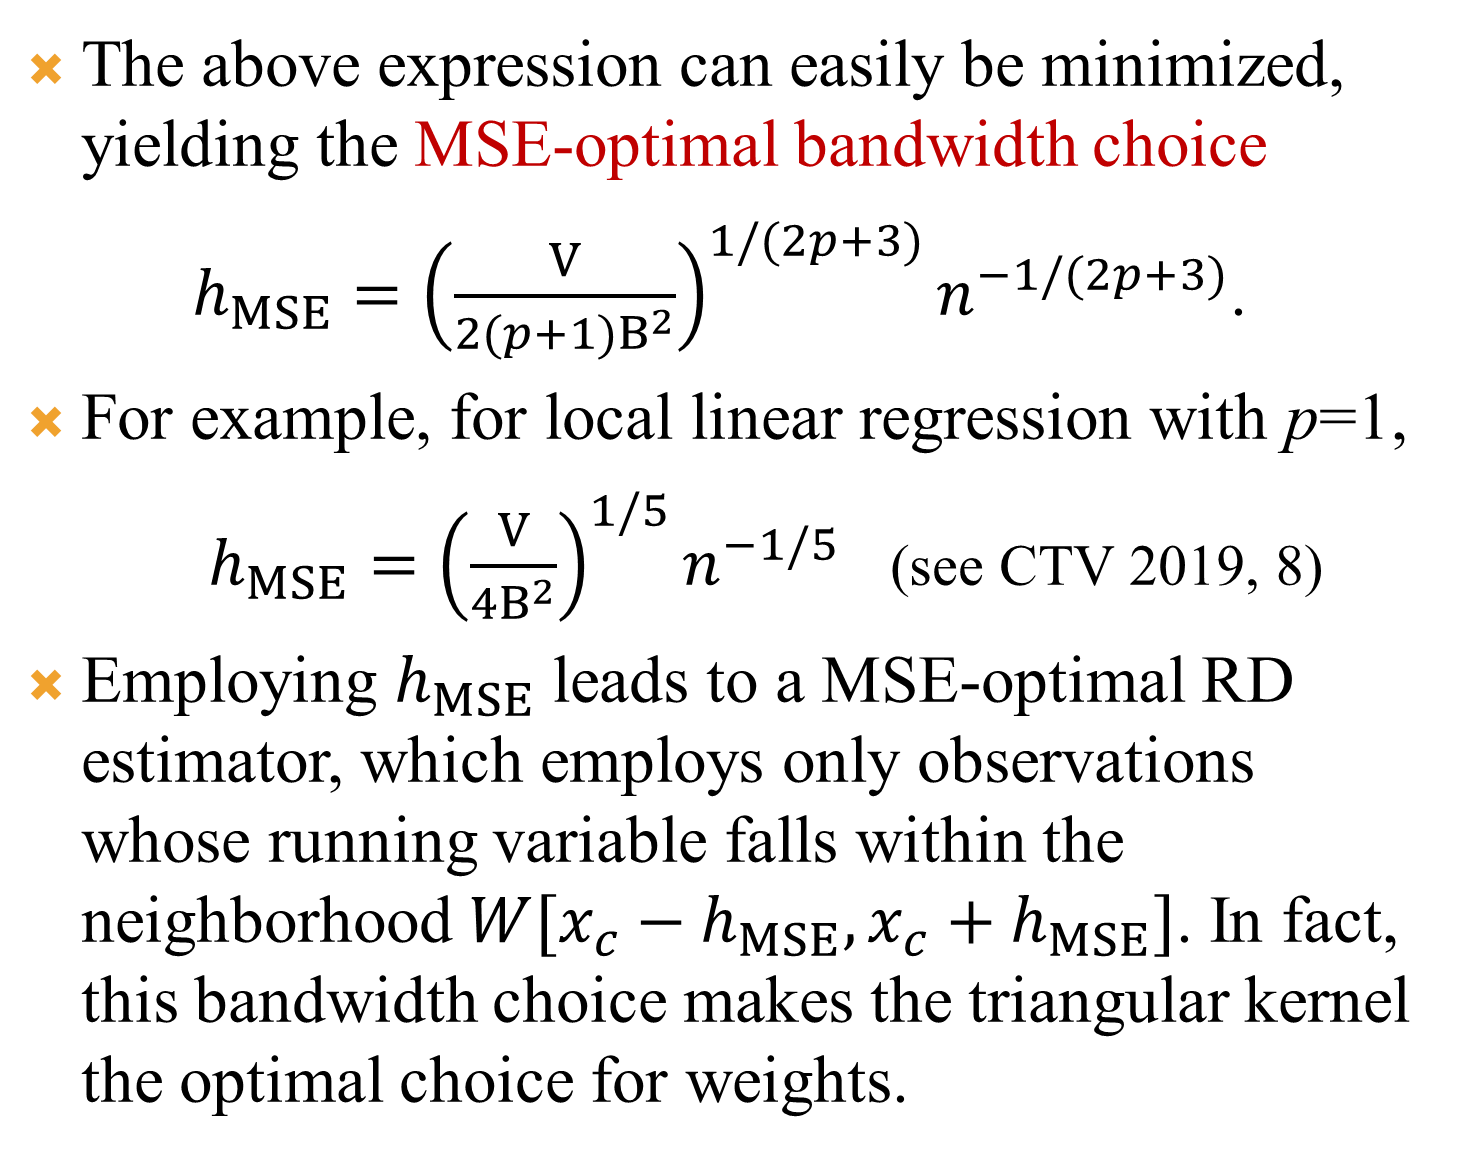 × The above expression can easily be minimized,
yielding the MSE-optimal bandwidth choice
h_MSE = (V / 2(p+1)B²)^{1/(2p+3)} n^{−1/(2p+3)}.
× For example, for local linear regression with p=1,
h_MSE = (V / 4B²)^{1/5} n^{−1/5} (see CTV 2019, 8)
× Employing h_MSE leads to a MSE-optimal RD
estimator, which employs only observations
whose running variable falls within the
neighborhood W[x_c − h_MSE, x_c + h_MSE]. In fact,
this bandwidth choice makes the triangular kernel
the optimal choice for weights.